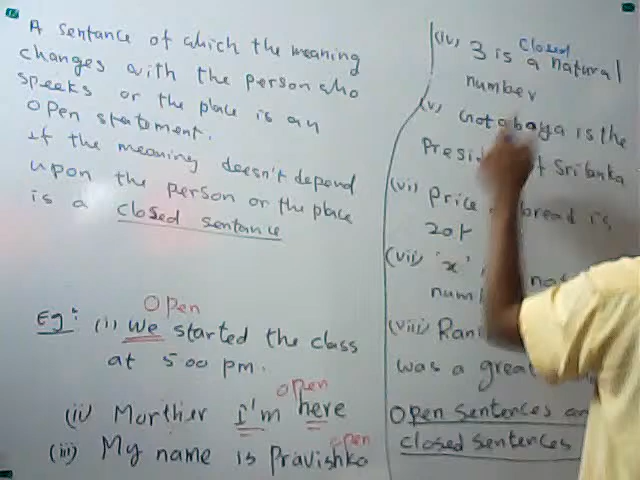 A sentance of which the meaning
changes with the person who
speeks or the place is an
open statement.
if the meaning doesn't depend
upon the person or the place
is a closed sentance
Open
Eg: (i) We started the class
at 5 00 pm.
open
(ii) Morthier I'm here
open
(iii) My name is Pravishka
closed
(iv) 3 is a natural
number
(v) Gotabaya is the
Presi of Sri lanka
(vi) Price bread is
20r
(vii) 'x'
num
(viii) Ran
was a great
Open sentences an
closed sentences